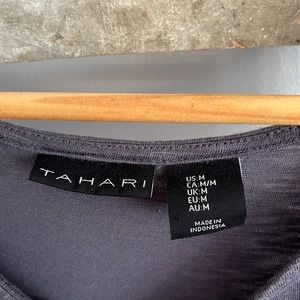 TAHARI
US:M
CA:M/M
UK:M
EU:M
AU:M
MADE IN
INDONESIA